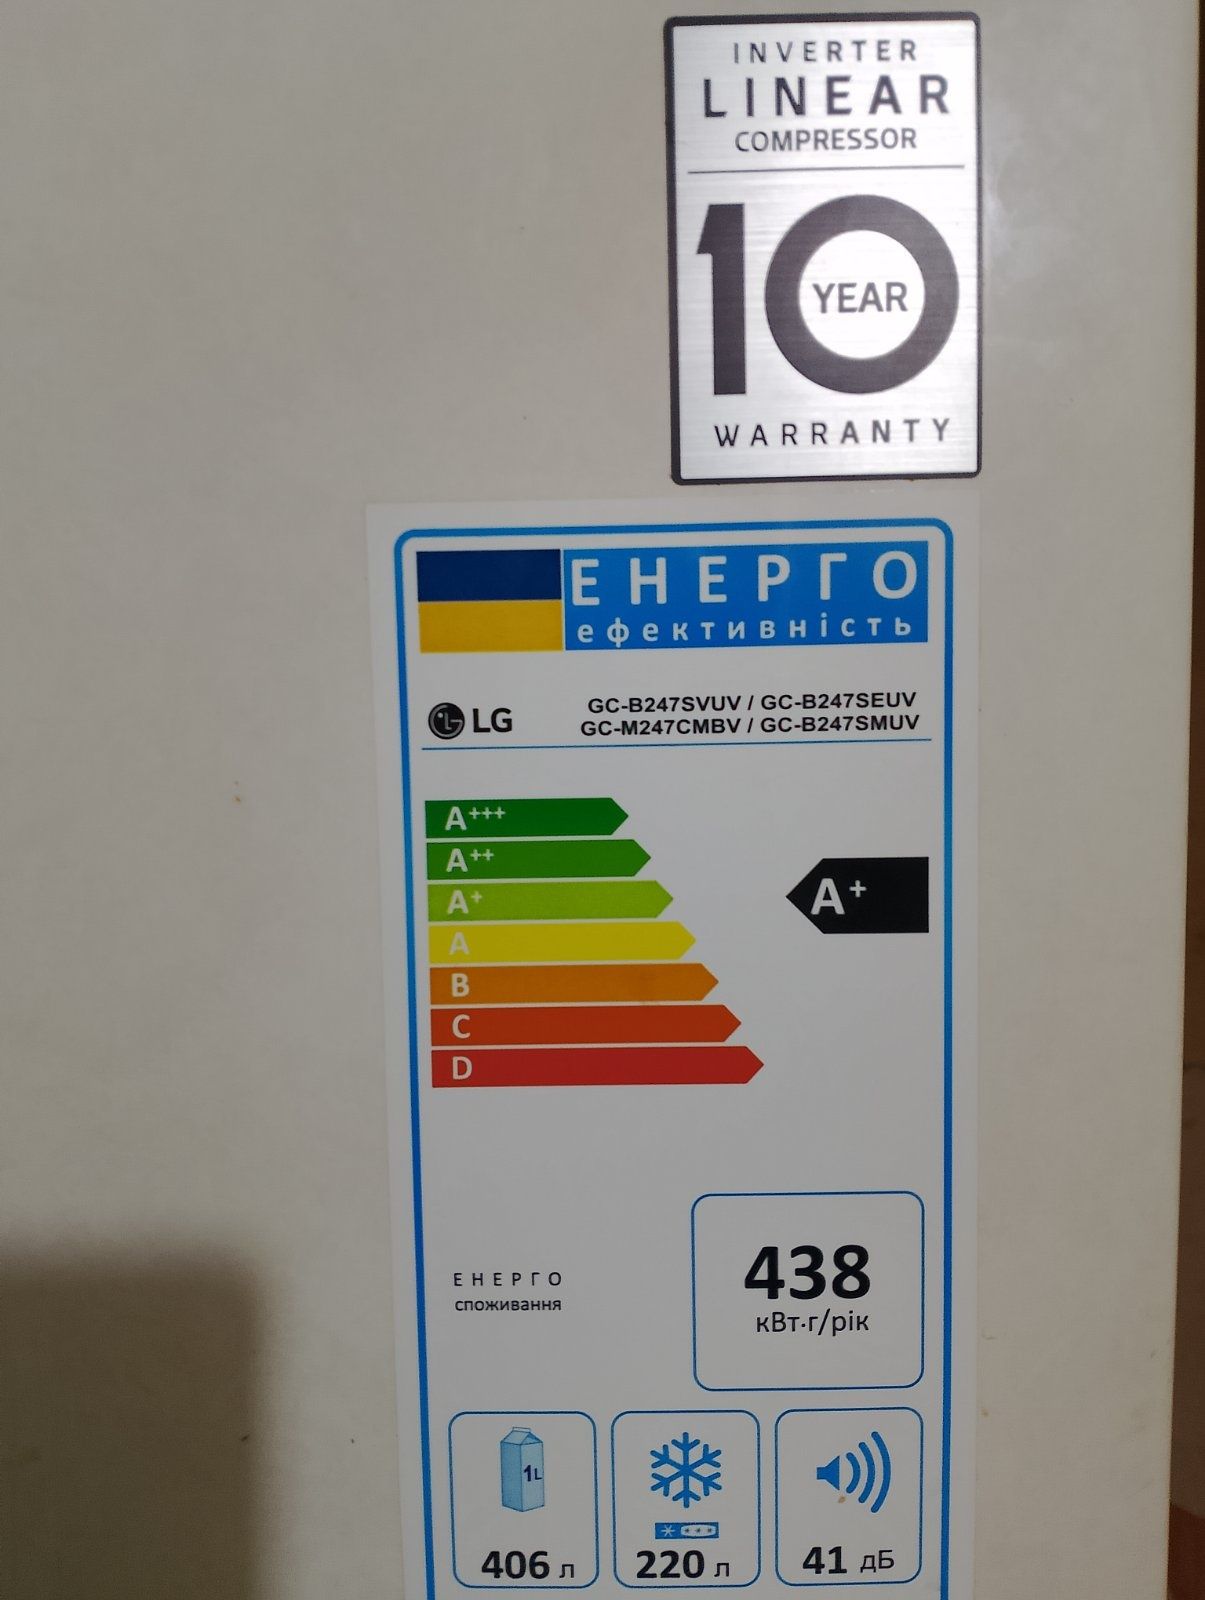 INVERTER
LINEAR
COMPRESSOR
10
YEAR
WARRANTY
ЕНЕРГО
ефективність
LG
GC-B247SVUV / GC-B247SEUV
GC-M247CMBV / GC-B247SMUV
A+++
A++
A+
A+
A
B
C
D
438
кВт·г/рік
ЕНЕРГО
споживання
1L
406 л
220 л
41 дБ